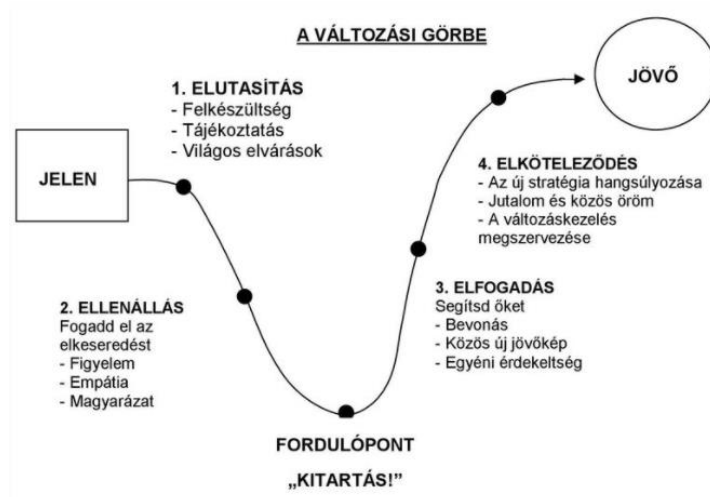 A VÁLTOZÁSI GÖRBE
JELEN
JÖVŐ
1. ELUTASÍTÁS
- Felkészültség
- Tájékoztatás
- Világos elvárások
2. ELLENÁLLÁS
Fogadd el az
elkeseredést
- Figyelem
- Empátia
- Magyarázat
FORDULÓPONT
„KITARTÁS!"
3. ELFOGADÁS
Segítsd őket
- Bevonás
- Közös új jövőkép
- Egyéni érdekeltség
4. ELKÖTELEZŐDÉS
- Az új stratégia hangsúlyozása
- Jutalom és közös öröm
- A változáskezelés
megszervezése